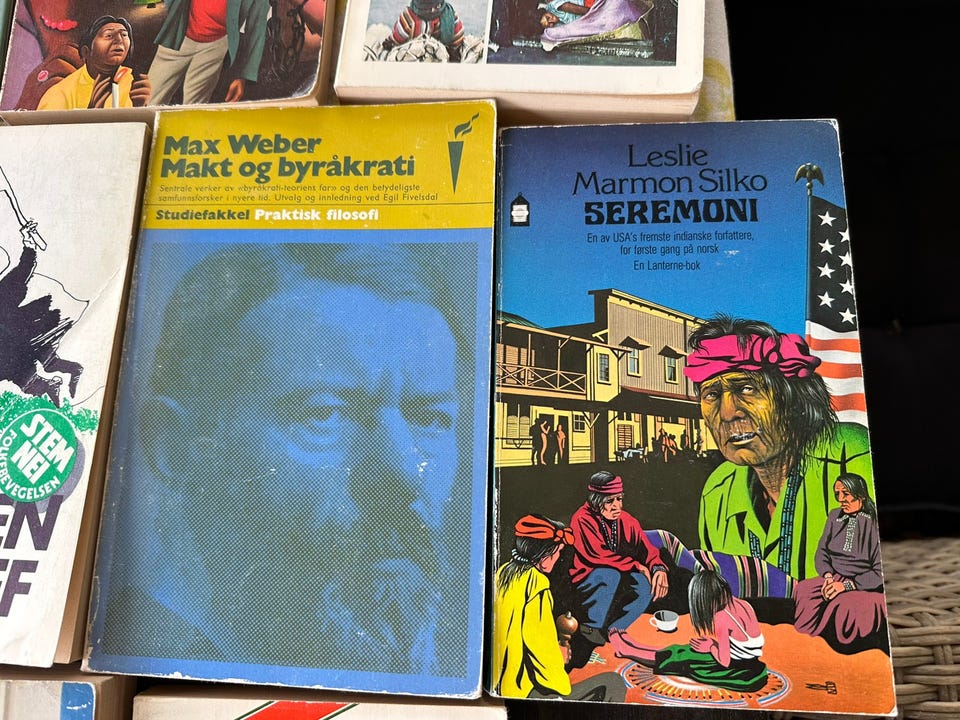 Max Weber
Makt og byråkrati
Sentrale verker av «byråkrati-teoriens far» og den betydeligste
samfunnsforsker i nyere tid. Utvalg og innledning ved Egil Fivelsdal
Studiefakkel Praktisk filosofi
Leslie
Marmon Silko
SEREMONI
En av USA's fremste indianske forfattere,
for første gang på norsk
En Lanterne-bok
STEM
NEI
FOLKEBEVEGELSEN
EN
FF